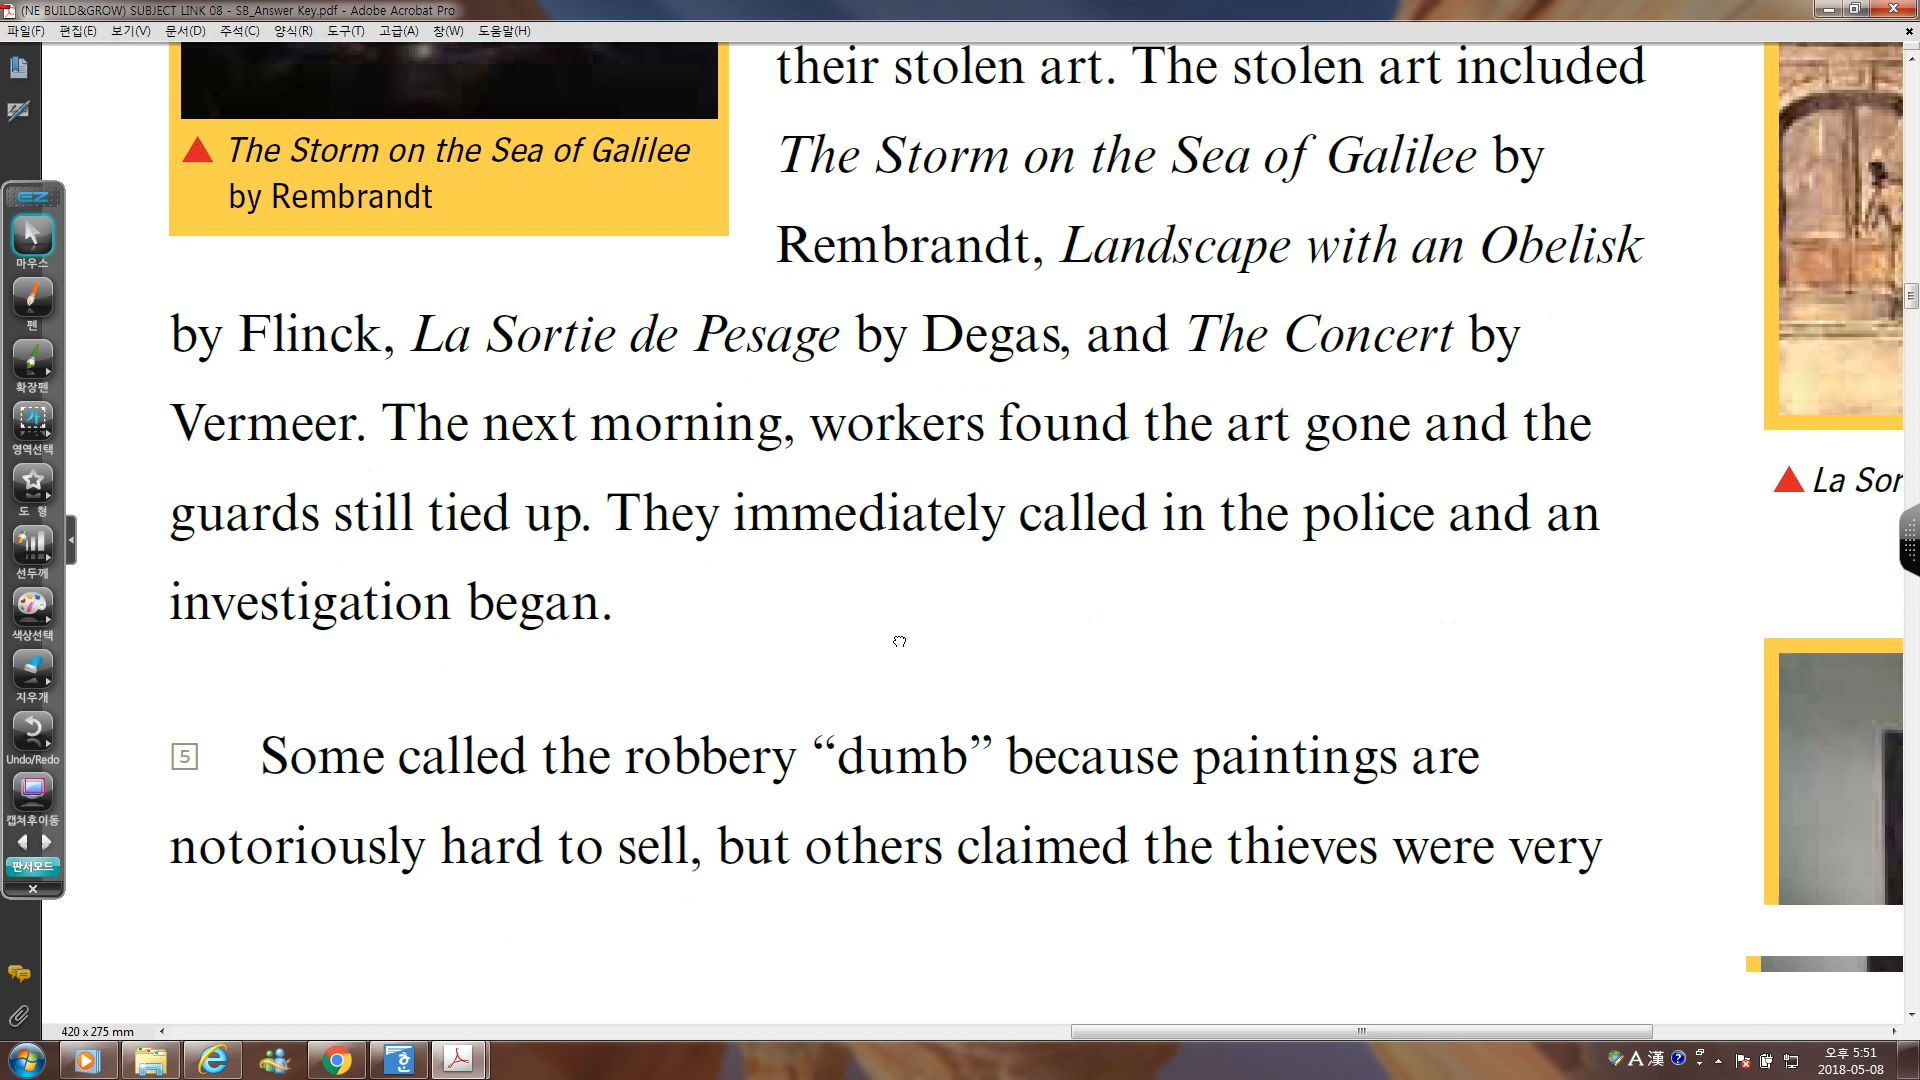 (NE BUILD&GROW) SUBJECT LINK 08 - SB_Answer Key.pdf - Adobe Acrobat Pro
파일(F) 편집(E) 보기(V) 문서(D) 주석(C) 양식(R) 도구(T) 고급(A) 창(W) 도움말(H)
The Storm on the Sea of Galilee
by Rembrandt
their stolen art. The stolen art included
The Storm on the Sea of Galilee by
Rembrandt, Landscape with an Obelisk
by Flinck, La Sortie de Pesage by Degas, and The Concert by
Vermeer. The next morning, workers found the art gone and the
guards still tied up. They immediately called in the police and an
investigation began.
5 Some called the robbery “dumb” because paintings are
notoriously hard to sell, but others claimed the thieves were very
La Sor
EZ
마우스
펜
확장펜
영역선택
도 형
선두께
색상선택
지우개
Undo/Redo
캡쳐후이동
판서모드
420 x 275 mm
A 漢
오후 5:51
2018-05-08